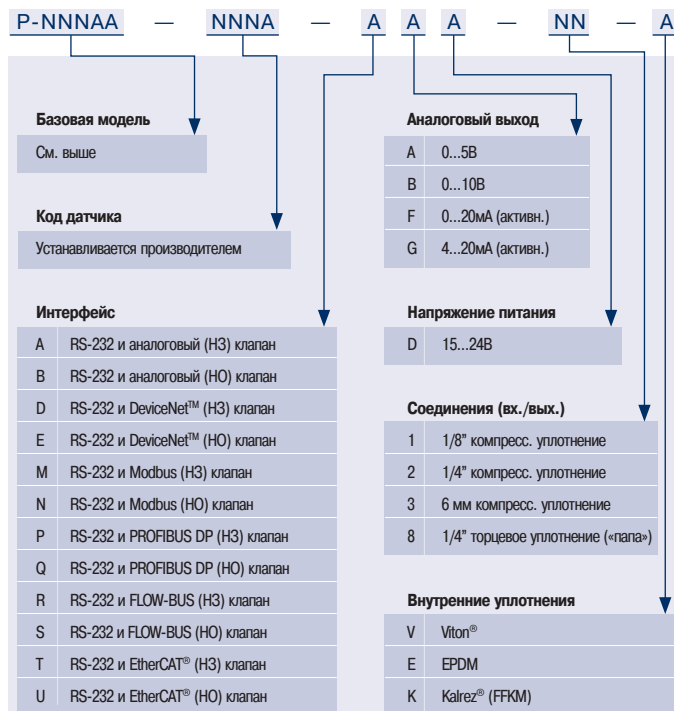 P-NNNAA — NNNA — A A A — NN — A
Базовая модель
См. выше
Код датчика
Устанавливается производителем
Интерфейс
A RS-232 и аналоговый (НЗ) клапан
B RS-232 и аналоговый (НО) клапан
D RS-232 и DeviceNet™ (НЗ) клапан
E RS-232 и DeviceNet™ (НО) клапан
M RS-232 и Modbus (НЗ) клапан
N RS-232 и Modbus (НО) клапан
P RS-232 и PROFIBUS DP (НЗ) клапан
Q RS-232 и PROFIBUS DP (НО) клапан
R RS-232 и FLOW-BUS (НЗ) клапан
S RS-232 и FLOW-BUS (НО) клапан
T RS-232 и EtherCAT® (НЗ) клапан
U RS-232 и EtherCAT® (НО) клапан
Аналоговый выход
A 0...5В
B 0...10В
F 0...20мА (активн.)
G 4...20мА (активн.)
Напряжение питания
D 15...24В
Соединения (вх./вых.)
1 1/8” компресс. уплотнение
2 1/4” компресс. уплотнение
3 6 мм компресс. уплотнение
8 1/4” торцевое уплотнение («папа»)
Внутренние уплотнения
V Viton®
E EPDM
K Kalrez® (FFKM)